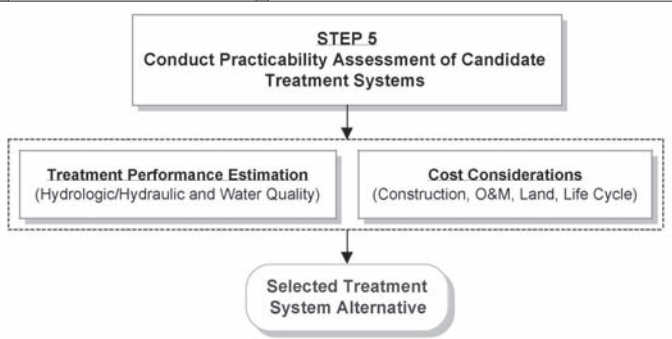 STEP 5
Conduct Practicability Assessment of Candidate
Treatment Systems
Treatment Performance Estimation
(Hydrologic/Hydraulic and Water Quality)
Cost Considerations
(Construction, O&M, Land, Life Cycle)
Selected Treatment
System Alternative